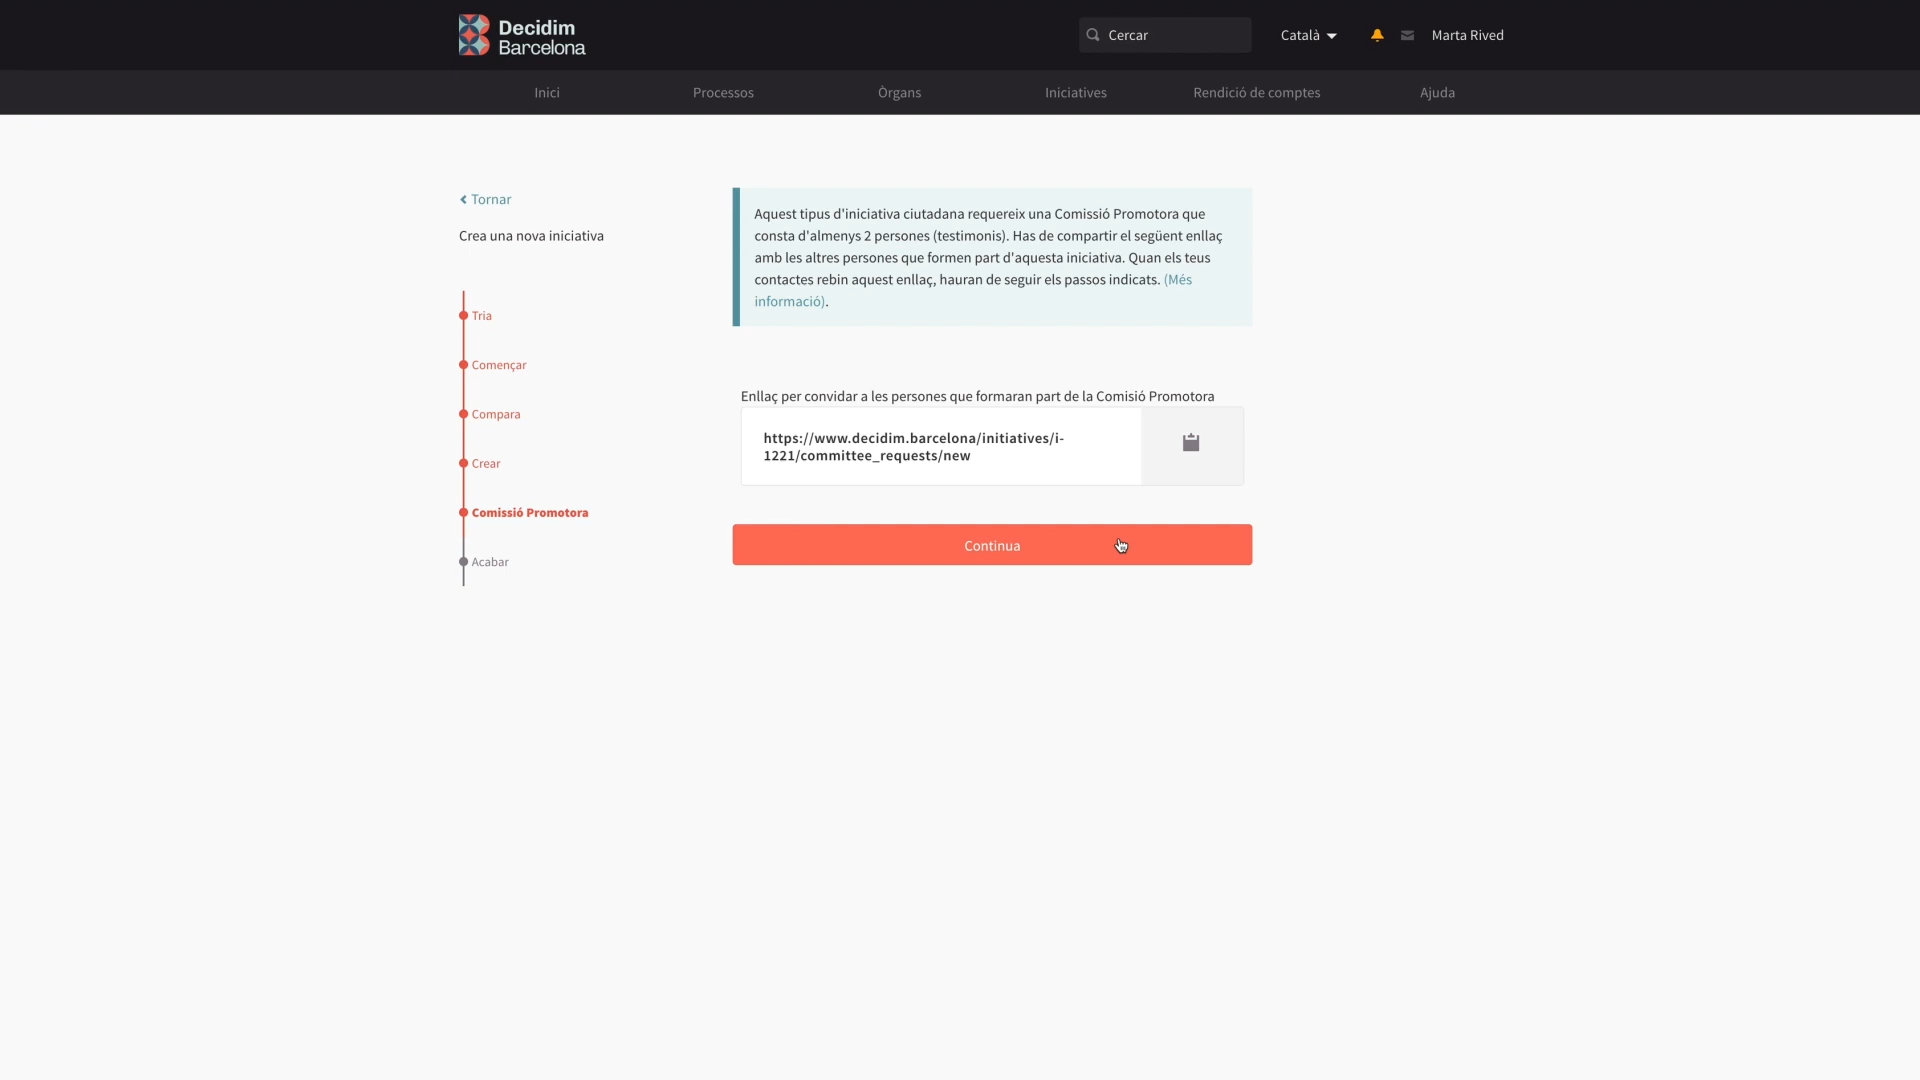 Decidim
Barcelona
Cercar
Català
Marta Rived
Inici
Processos
Òrgans
Iniciatives
Rendició de comptes
Ajuda
Tornar
Crea una nova iniciativa
Tria
Començar
Compara
Crear
Comissió Promotora
Acabar
Aquest tipus d'iniciativa ciutadana requereix una Comissió Promotora que
consta d'almenys 2 persones (testimonis). Has de compartir el següent enllaç
amb les altres persones que formen part d'aquesta iniciativa. Quan els teus
contactes rebin aquest enllaç, hauran de seguir els passos indicats. (Més
informació).
Enllaç per convidar a les persones que formaran part de la Comisió Promotora
https://www.decidim.barcelona/initiatives/i-
1221/committee_requests/new
Continua